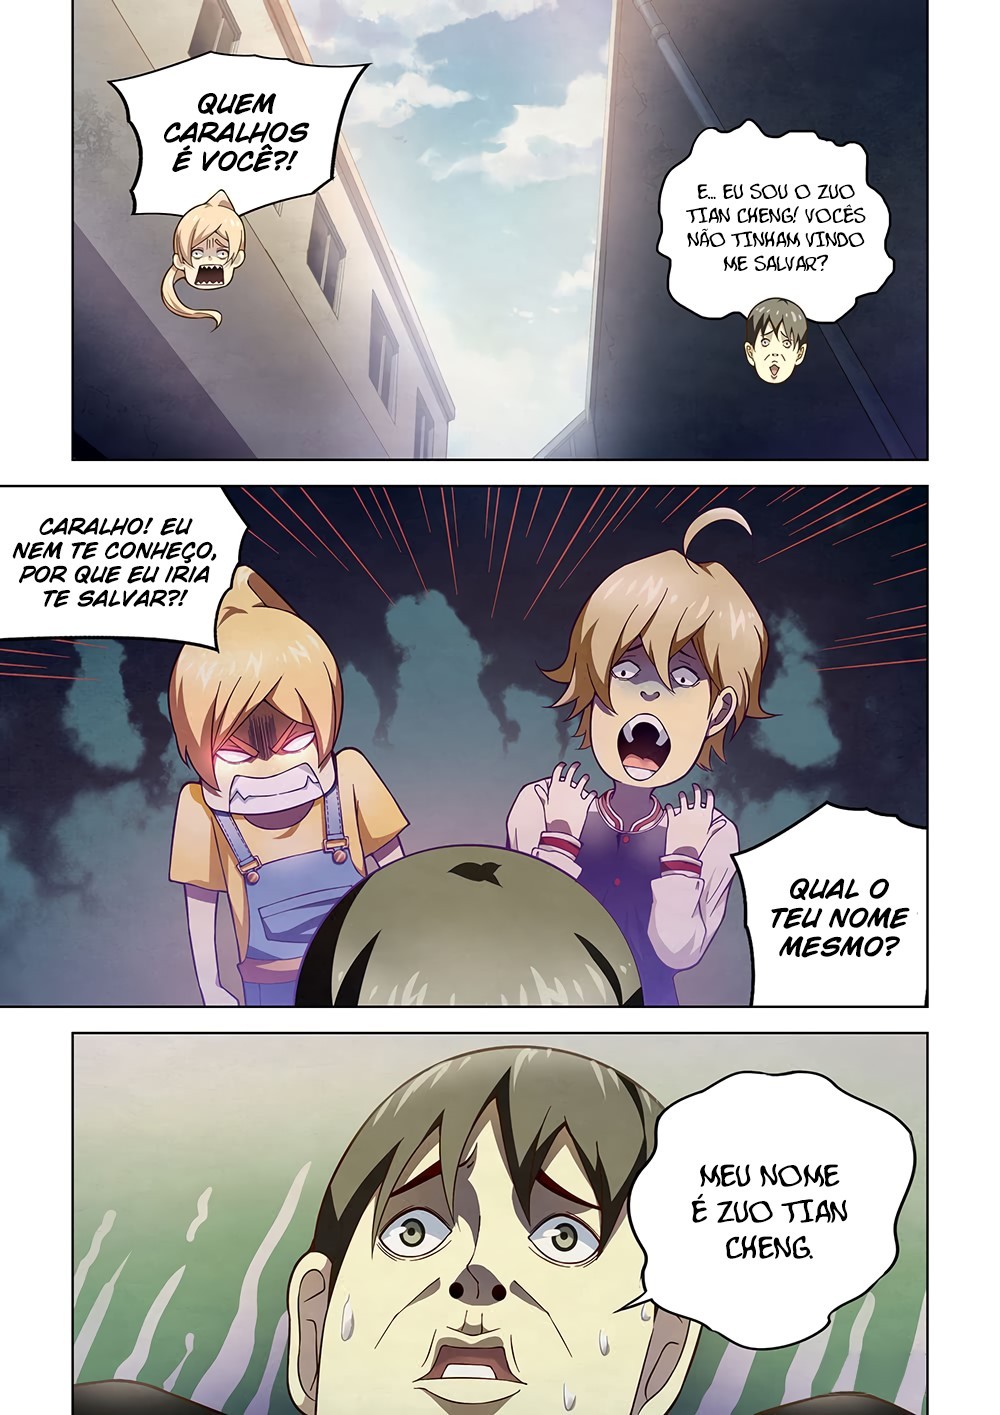 QUEM
CARALHOS
É VOCÊ?!
E... EU SOU O ZUO
TIAN CHENG! VOCÊS
NÃO TINHAM VINDO
ME SALVAR?
CARALHO! EU
NEM TE CONHEÇO,
POR QUE EU IRIA
TE SALVAR?!
QUAL O
TEU NOME
MESMO?
MEU NOME
É ZUO TIAN
CHENG.